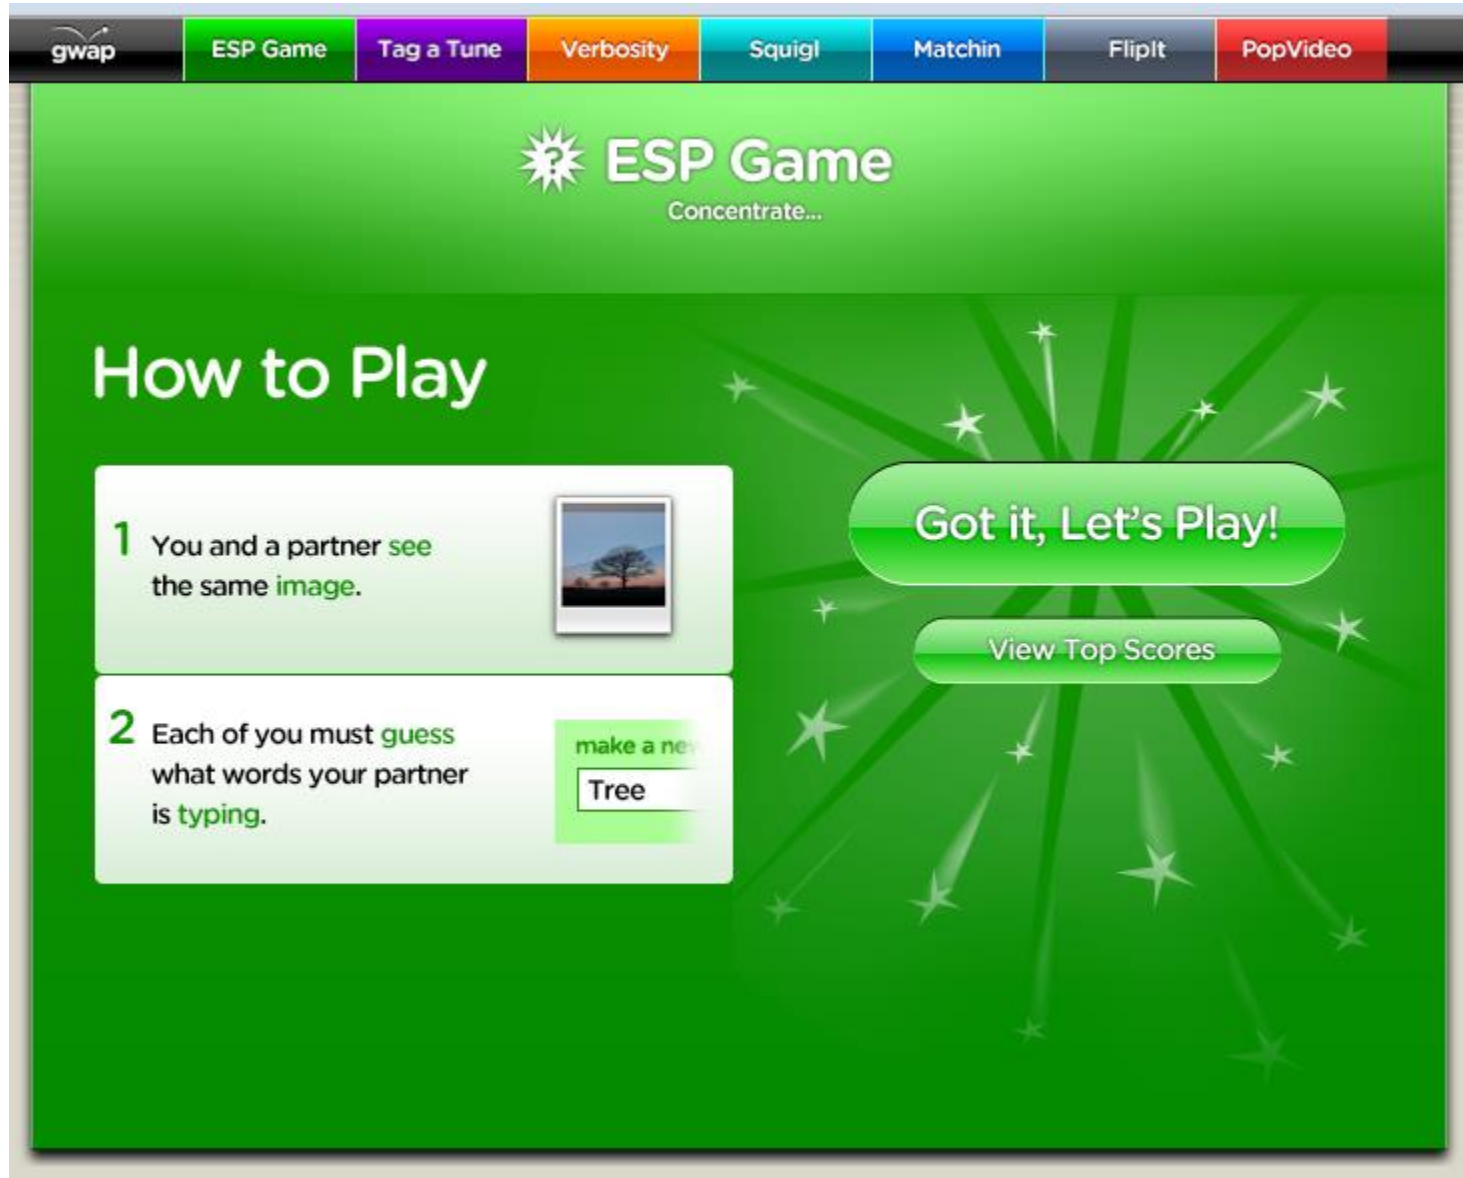 gwap
ESP Game
Tag a Tune
Verbosity
Squigl
Matchin
FlipIt
PopVideo
? ESP Game
Concentrate...
How to Play
1 You and a partner see
the same image.
2 Each of you must guess
what words your partner
is typing.
make a new
Tree
Got it, Let's Play!
View Top Scores